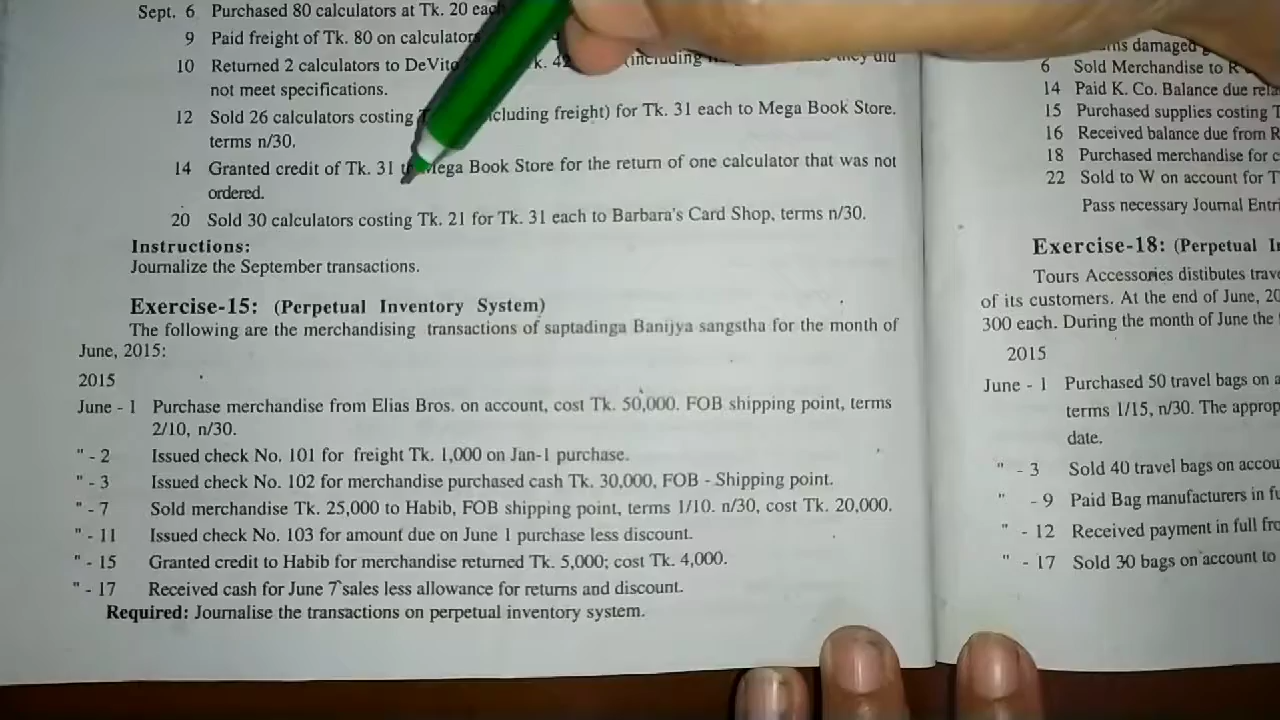 Sept. 6 Purchased 80 calculators at Tk. 20
9 Paid freight of Tk. 80 on calculators
10 Returned 2 calculators to DeVito k. 42 (including they did
not meet specifications.
12 Sold 26 calculators costing including freight) for Tk. 31 each to Mega Book Store.
terms n/30.
14 Granted credit of Tk. 31 Mega Book Store for the return of one calculator that was not
ordered.
20 Sold 30 calculators costing Tk. 21 for Tk. 31 each to Barbara's Card Shop, terms n/30.
Instructions:
Journalize the September transactions.
Exercise-15: (Perpetual Inventory System)
The following are the merchandising transactions of saptadinga Banijya sangstha for the month of
June, 2015:
2015
June - 1 Purchase merchandise from Elias Bros. on account, cost Tk. 50,000. FOB shipping point, terms
2/10, n/30.
" - 2 Issued check No. 101 for freight Tk. 1,000 on Jan-1 purchase.
" - 3 Issued check No. 102 for merchandise purchased cash Tk. 30,000, FOB - Shipping point.
" - 7 Sold merchandise Tk. 25,000 to Habib, FOB shipping point, terms 1/10. n/30, cost Tk. 20,000.
" - 11 Issued check No. 103 for amount due on June 1 purchase less discount.
" - 15 Granted credit to Habib for merchandise returned Tk. 5,000; cost Tk. 4,000.
" - 17 Received cash for June 7 sales less allowance for returns and discount.
Required: Journalise the transactions on perpetual inventory system.
damaged
6 Sold Merchandise to R
14 Paid K. Co. Balance due
15 Purchased supplies costing
16 Received balance due from R
18 Purchased merchandise for
22 Sold to W on account for
Pass necessary Journal
Exercise-18: (Perpetual
Tours Accessories distibutes
of its customers. At the end of June,
300 each. During the month of June the
2015
June - 1 Purchased 50 travel bags on
terms 1/15, n/30. The
date.
" - 3 Sold 40 travel bags on
" - 9 Paid Bag manufacturers in
" - 12 Received payment in full
" - 17 Sold 30 bags on account to